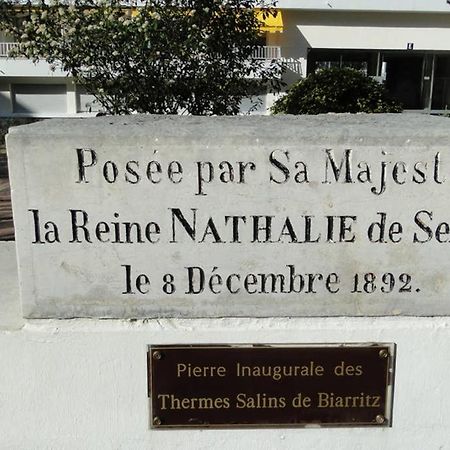 Posée par Sa Majest
la Reine NATHALIE de Se
le 8 Décembre 1892.
Pierre Inaugurale des
Thermes Salins de Biarritz